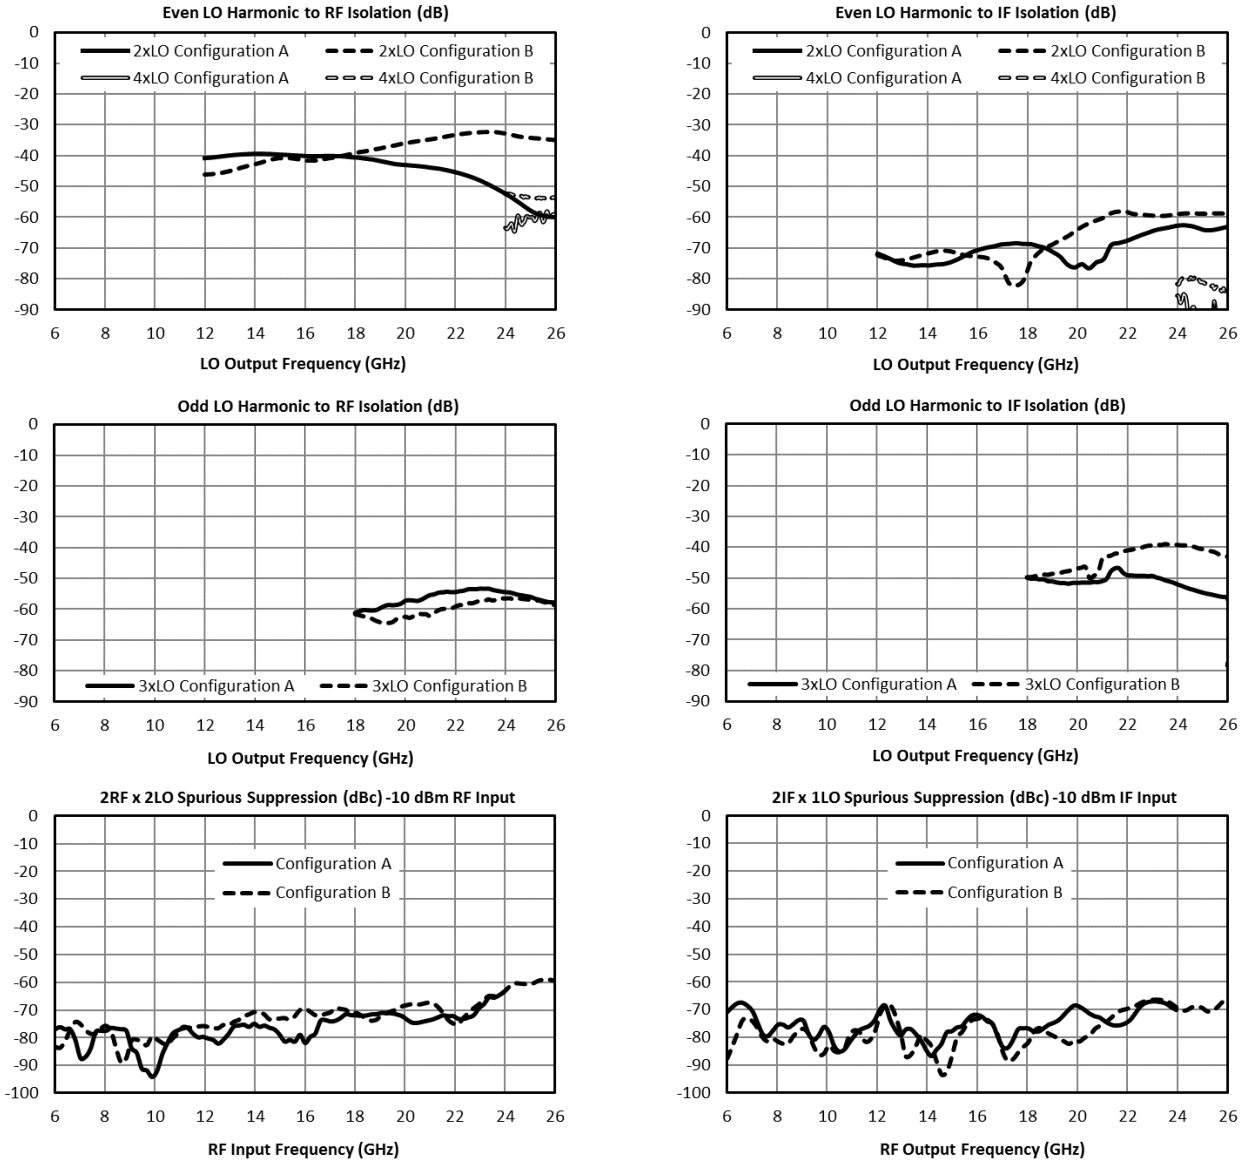 Even LO Harmonic to RF Isolation (dB)
0
-10
-20
-30
-40
-50
-60
-70
-80
-90
2xLO Configuration A
2xLO Configuration B
4xLO Configuration A
4xLO Configuration B
6 8 10 12 14 16 18 20 22 24 26
LO Output Frequency (GHz)
Even LO Harmonic to IF Isolation (dB)
0
-10
-20
-30
-40
-50
-60
-70
-80
-90
2xLO Configuration A
2xLO Configuration B
4xLO Configuration A
4xLO Configuration B
6 8 10 12 14 16 18 20 22 24 26
LO Output Frequency (GHz)
Odd LO Harmonic to RF Isolation (dB)
0
-10
-20
-30
-40
-50
-60
-70
-80
-90
3xLO Configuration A
3xLO Configuration B
6 8 10 12 14 16 18 20 22 24 26
LO Output Frequency (GHz)
Odd LO Harmonic to IF Isolation (dB)
0
-10
-20
-30
-40
-50
-60
-70
-80
-90
3xLO Configuration A
3xLO Configuration B
6 8 10 12 14 16 18 20 22 24 26
LO Output Frequency (GHz)
2RF x 2LO Spurious Suppression (dBc) -10 dBm RF Input
0
-10
-20
-30
-40
-50
-60
-70
-80
-90
-100
Configuration A
Configuration B
6 8 10 12 14 16 18 20 22 24 26
RF Input Frequency (GHz)
2IF x 1LO Spurious Suppression (dBc) -10 dBm IF Input
0
-10
-20
-30
-40
-50
-60
-70
-80
-90
-100
Configuration A
Configuration B
6 8 10 12 14 16 18 20 22 24 26
RF Output Frequency (GHz)